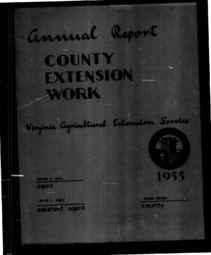 Annual Report
COUNTY
EXTENSION
WORK
Virginia Agricultural Extension Service
1955
agent
assistant agent
county